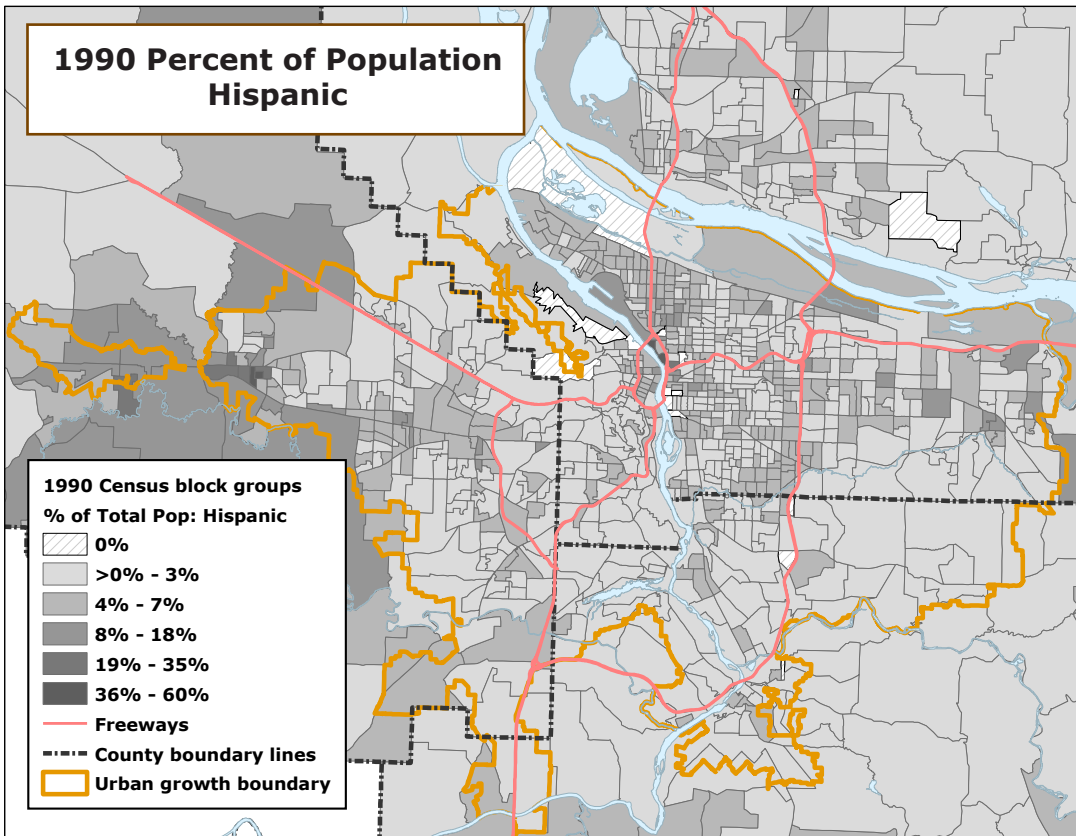 1990 Percent of Population
Hispanic
1990 Census block groups
% of Total Pop: Hispanic
0%
>0% - 3%
4% - 7%
8% - 18%
19% - 35%
36% - 60%
Freeways
County boundary lines
Urban growth boundary